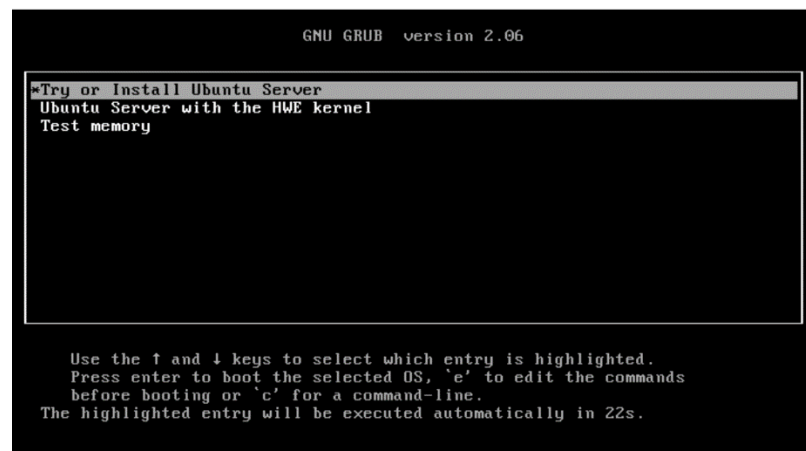 GNU GRUB  version 2.06
*Try or Install Ubuntu Server
Ubuntu Server with the HWE kernel
Test memory
Use the ↑ and ↓ keys to select which entry is highlighted.
Press enter to boot the selected OS, `e' to edit the commands
before booting or `c' for a command-line.
The highlighted entry will be executed automatically in 22s.